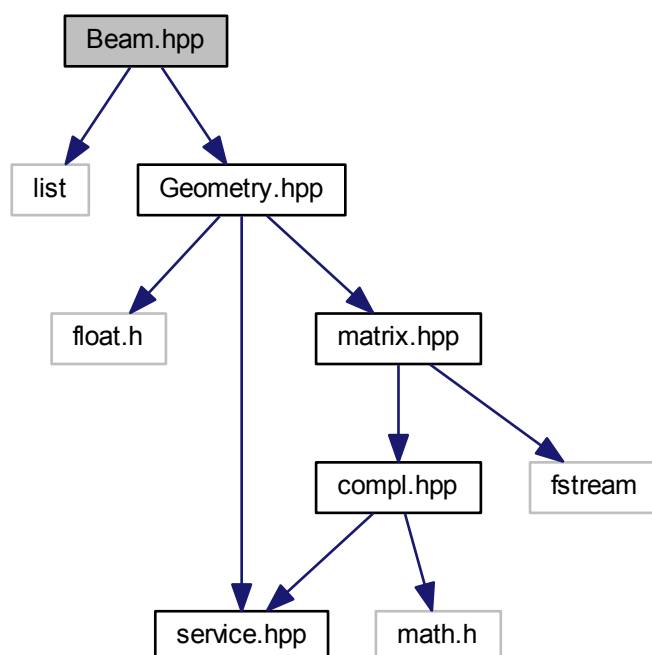 Beam.hpp
list
Geometry.hpp
float.h
matrix.hpp
compl.hpp
fstream
service.hpp
math.h